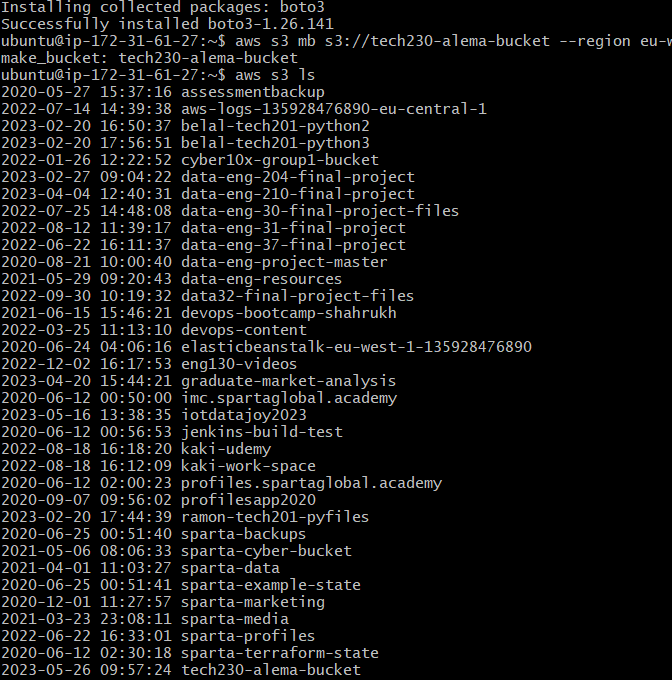 Installing collected packages: boto3
Successfully installed boto3-1.26.141
ubuntu@ip-172-31-61-27:~$ aws s3 mb s3://tech230-alema-bucket --region eu-w
make_bucket: tech230-alema-bucket
ubuntu@ip-172-31-61-27:~$ aws s3 ls
2020-05-27 15:37:16 assessmentbackup
2022-07-14 14:39:38 aws-logs-135928476890-eu-central-1
2023-02-20 16:50:37 belal-tech201-python2
2023-02-20 17:56:51 belal-tech201-python3
2022-01-26 12:22:52 cyber10x-group1-bucket
2023-02-27 09:04:22 data-eng-204-final-project
2023-04-04 12:40:31 data-eng-210-final-project
2022-07-25 14:48:08 data-eng-30-final-project-files
2022-08-12 11:39:17 data-eng-31-final-project
2022-06-22 16:11:37 data-eng-37-final-project
2020-08-21 10:00:40 data-eng-project-master
2021-05-29 09:20:43 data-eng-resources
2022-09-30 10:19:32 data32-final-project-files
2021-06-15 15:46:21 devops-bootcamp-shahrukh
2022-03-25 11:13:10 devops-content
2020-06-24 04:06:16 elasticbeanstalk-eu-west-1-135928476890
2022-12-02 16:17:53 eng130-videos
2023-04-20 15:44:21 graduate-market-analysis
2020-06-12 00:50:00 imc.spartaglobal.academy
2023-05-16 13:38:35 iotdatajoy2023
2020-06-12 00:56:53 jenkins-build-test
2022-08-18 16:18:20 kaki-udemy
2022-08-18 16:12:09 kaki-work-space
2020-06-12 02:00:23 profiles.spartaglobal.academy
2020-09-07 09:56:02 profilesapp2020
2023-02-20 17:44:39 ramon-tech201-pyfiles
2020-06-25 00:51:40 sparta-backups
2021-05-06 08:06:33 sparta-cyber-bucket
2021-04-01 11:03:27 sparta-data
2020-06-25 00:51:41 sparta-example-state
2020-12-01 11:27:57 sparta-marketing
2021-03-23 23:08:11 sparta-media
2022-06-22 16:33:01 sparta-profiles
2020-06-12 02:30:18 sparta-terraform-state
2023-05-26 09:57:24 tech230-alema-bucket